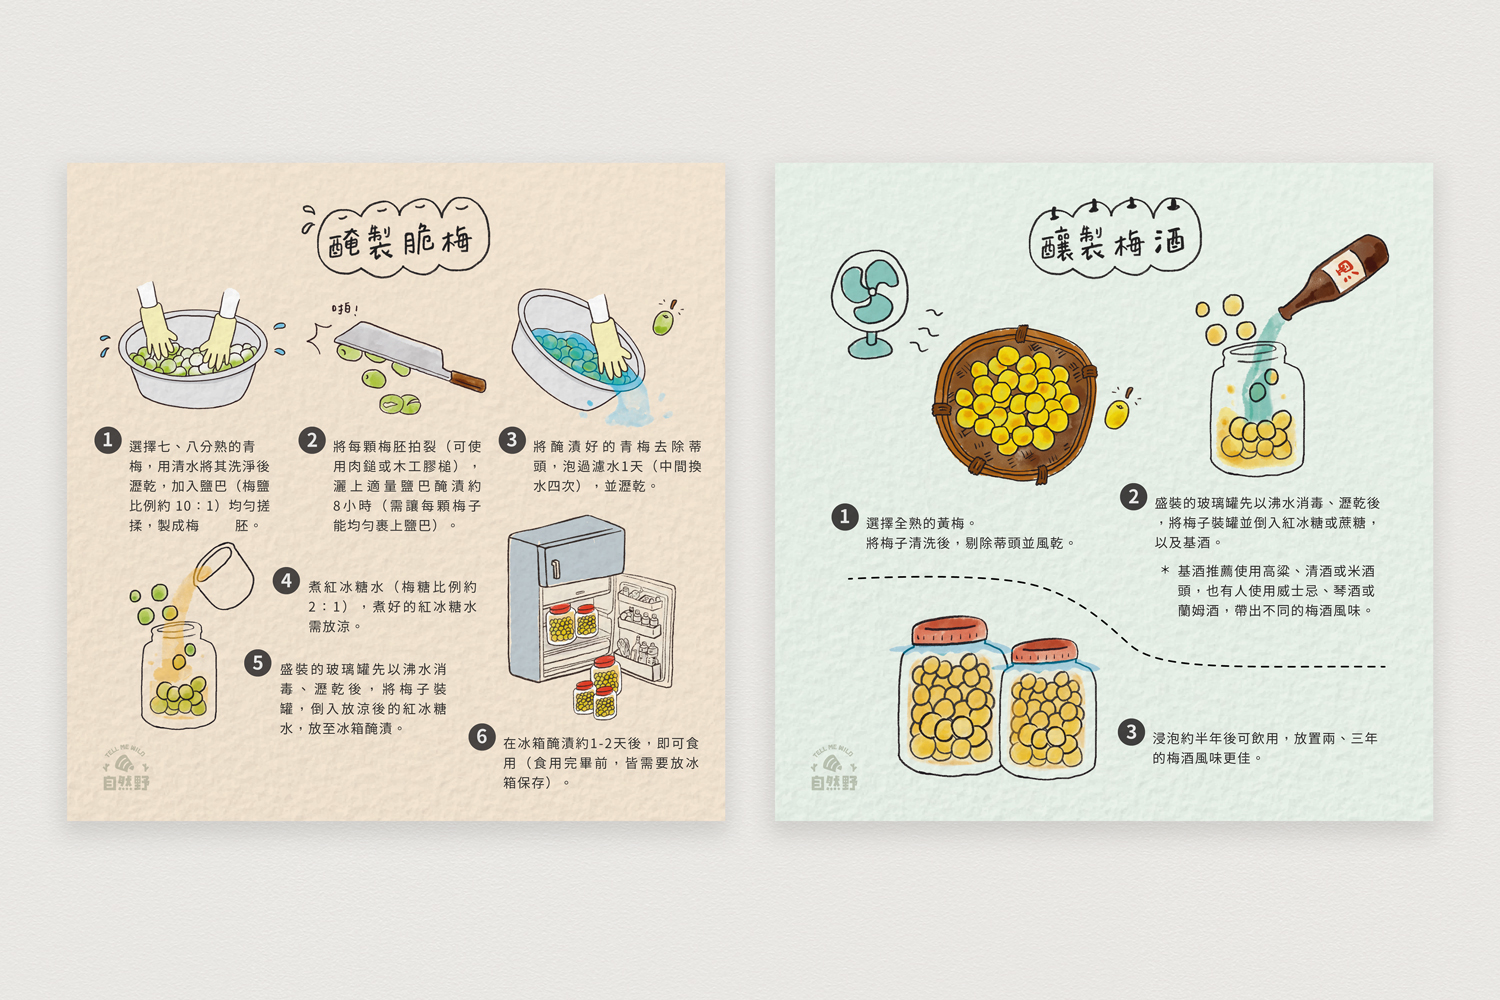 醃製脆梅
啪！
1
選擇七、八分熟的青
梅，用清水將其洗淨後
瀝乾，加入鹽巴（梅鹽
比例約 10：1）均勻搓
揉，製成梅 胚。
2
將每顆梅胚拍裂（可使
用肉鎚或木工膠槌），
灑上適量鹽巴醃漬約
8小時（需讓每顆梅子
能均勻裹上鹽巴）。
3
將醃漬好的青梅去除蒂
頭，泡過濾水1天（中間換
水四次），並瀝乾。
4
煮紅冰糖水（梅糖比例約
2：1），煮好的紅冰糖水
需放涼。
5
盛裝的玻璃罐先以沸水消
毒、瀝乾後，將梅子裝
罐，倒入放涼後的紅冰糖
水，放至冰箱醃漬。
6
在冰箱醃漬約1-2天後，即可食
用（食用完畢前，皆需要放冰
箱保存）。
TELL ME WILD
自然野
釀製梅酒
1
選擇全熟的黃梅。
將梅子清洗後，剔除蒂頭並風乾。
2
盛裝的玻璃罐先以沸水消毒、瀝乾後
，將梅子裝罐並倒入紅冰糖或蔗糖，
以及基酒。
* 基酒推薦使用高粱、清酒或米酒
頭，也有人使用威士忌、琴酒或
蘭姆酒，帶出不同的梅酒風味。
3
浸泡約半年後可飲用，放置兩、三年
的梅酒風味更佳。
TELL ME WILD
自然野